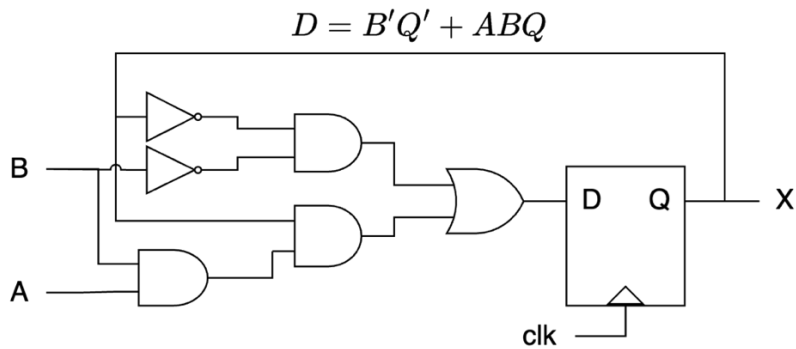 D = B′Q′ + ABQ
B
D Q X
A
clk